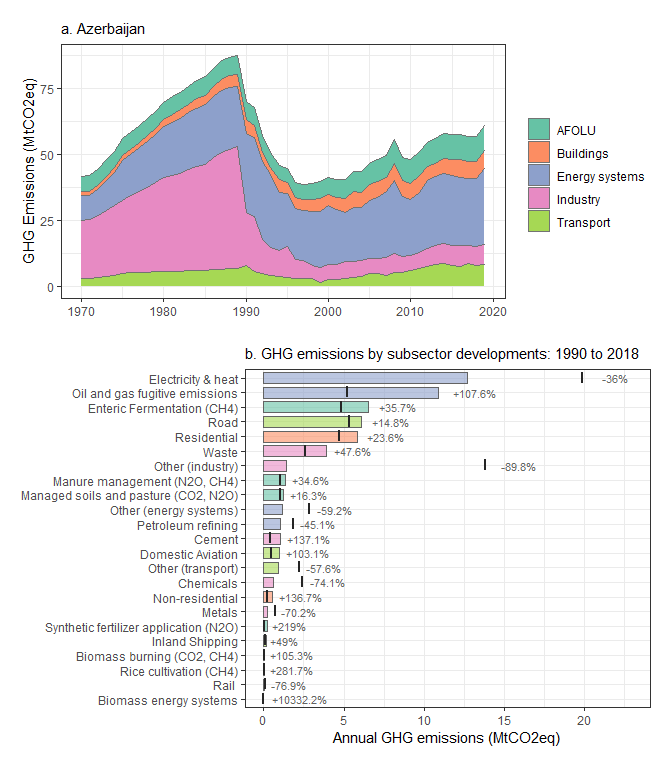 a. Azerbaijan
GHG Emissions (MtCO2eq)
75
50
25
0
1970
1980
1990
2000
2010
2020
AFOLU
Buildings
Energy systems
Industry
Transport
b. GHG emissions by subsector developments: 1990 to 2018
Electricity & heat -36%
Oil and gas fugitive emissions +107.6%
Enteric Fermentation (CH4) +35.7%
Road +14.8%
Residential +23.6%
Waste +47.6%
Other (industry) -89.8%
Manure management (N2O, CH4) +34.6%
Managed soils and pasture (CO2, N2O) +16.3%
Other (energy systems) -59.2%
Petroleum refining -45.1%
Cement +137.1%
Domestic Aviation +103.1%
Other (transport) -57.6%
Chemicals -74.1%
Non-residential +136.7%
Metals -70.2%
Synthetic fertilizer application (N2O) +219%
Inland Shipping +49%
Biomass burning (CO2, CH4) +105.3%
Rice cultivation (CH4) +281.7%
Rail -76.9%
Biomass energy systems +10332.2%
0
5
10
15
20
Annual GHG emissions (MtCO2eq)